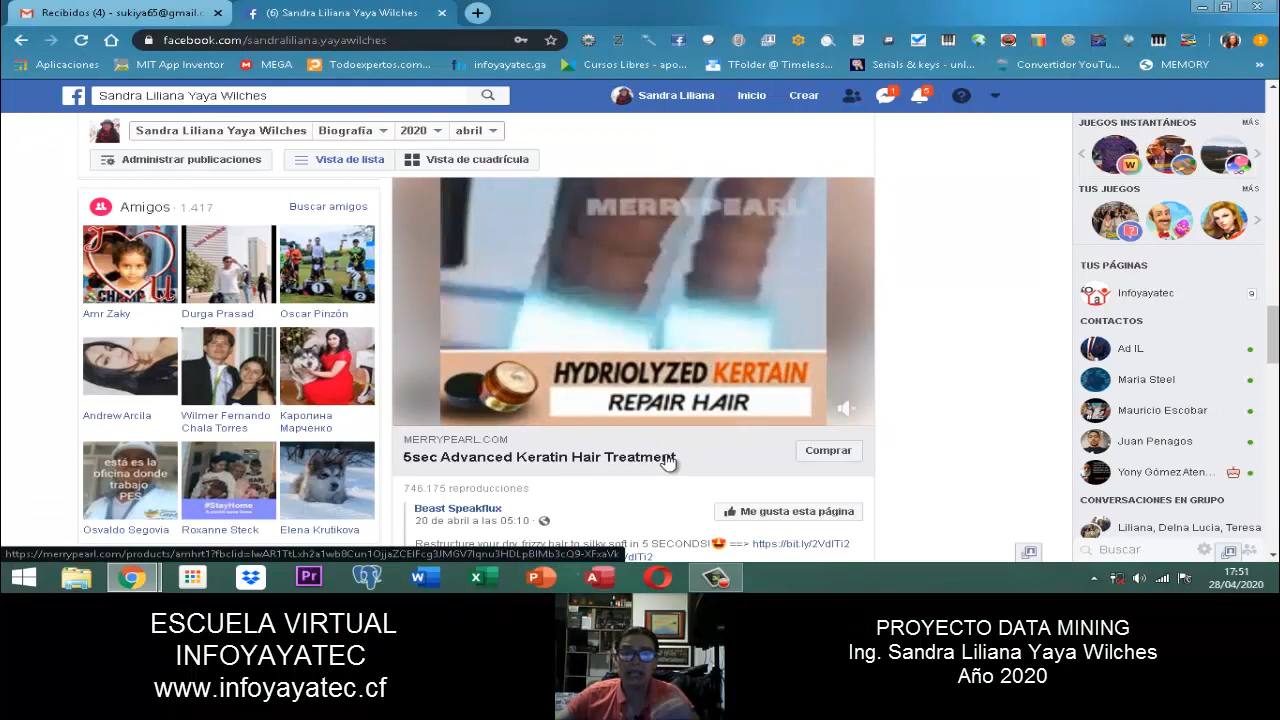 Recibidos (4) - sukiya65@gmail.c
(6) Sandra Liliana Yaya Wilches
facebook.com/sandraliliana.yayawilches
Aplicaciones
MIT App Inventor
MEGA
Todoexpertos.com...
infoyayatec.ga
Cursos Libres - apo...
TFolder @ Timeless...
Serials & keys - unl...
Convertidor YouTu...
MEMORY
»
Sandra Liliana Yaya Wilches
Sandra Liliana
Inicio
Crear
1
5
Sandra Liliana Yaya Wilches
Biografía
2020
abril
Administrar publicaciones
Vista de lista
Vista de cuadrícula
Amigos · 1.417
Buscar amigos
CHAMP
Amr Zaky
Durga Prasad
Oscar Pinzón
Andrew Arcila
Wilmer Fernando
Chala Torres
Каролина
Марченко
está es la
oficina donde
trabajo
PES
#StayHome
Osvaldo Segovia
Roxanne Steck
Elena Krutikova
MERRYPEARL
HYDRIOLYZED KERTAIN
REPAIR HAIR
MERRYPEARL.COM
5sec Advanced Keratin Hair Treatment
Comprar
746.175 reproducciones
Beast Speakflux
20 de abril a las 05:10 ·
Me gusta esta página
Restructure your dry, frizzy hair to silky soft in 5 SECONDS! ==> https://bit.ly/2VdITi2
JUEGOS INSTANTÁNEOS
MÁS
TUS JUEGOS
MÁS
TUS PÁGINAS
Infoyayatec
9
CONTACTOS
Ad IL
Maria Steel
Mauricio Escobar
Juan Penagos
Yony Gómez Aten...
CONVERSACIONES EN GRUPO
Liliana, Delna Lucia, Teresa
Buscar
17:51
28/04/2020
ESCUELA VIRTUAL
INFOYAYATEC
www.infoyayatec.cf
PROYECTO DATA MINING
Ing. Sandra Liliana Yaya Wilches
Año 2020